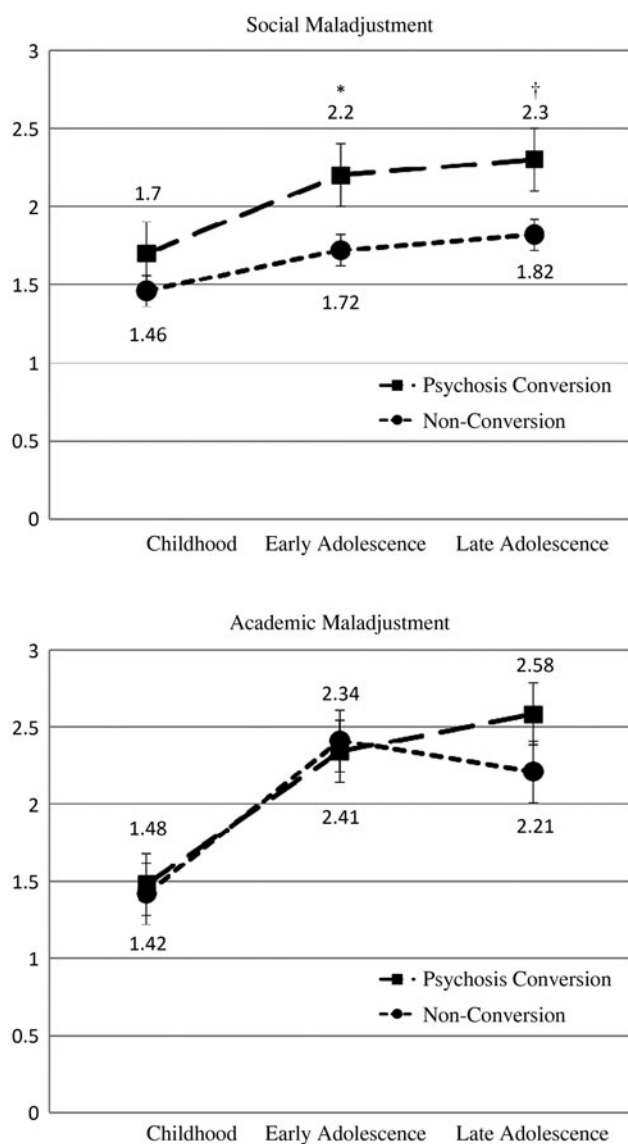 Social Maladjustment
3
* †
2.2 2.3
2.5
1.7
2
1.5
1.46 1.72 1.82
1
Psychosis Conversion
Non-Conversion
0.5
0
Childhood Early Adolescence Late Adolescence
Academic Maladjustment
3
2.34 2.58
2.5
2
1.48 2.41 2.21
1.5
1.42
1
Psychosis Conversion
Non-Conversion
0.5
0
Childhood Early Adolescence Late Adolescence